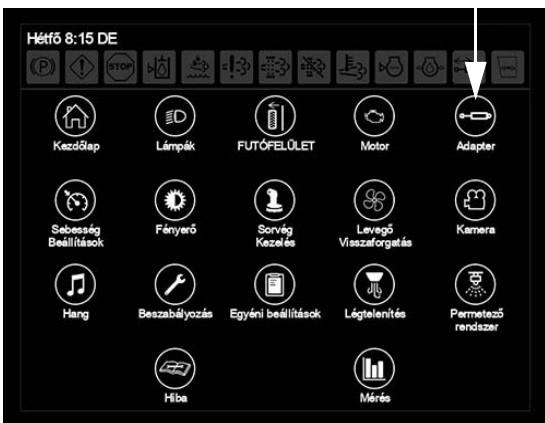 Hétfő 8:15 DE
(P) STOP
Kezdőlap Lámpák FUTÓFELÜLET Motor Adapter
Sebesség Fényerő Sorvég Levegő Kamera
Beállítások Kezelés Visszaforgatás
Hang Beszabályozás Egyéni beállítások Légtelenítés Permetező
rendszer
Hiba Mérés